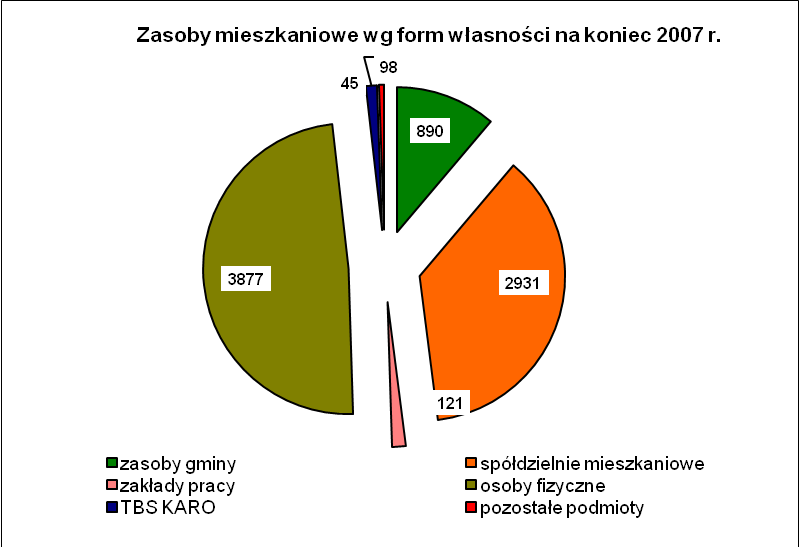 Zasoby mieszkaniowe wg form własności na koniec 2007 r.
45
98
890
3877
2931
121
zasoby gminy
spółdzielnie mieszkaniowe
zakłady pracy
osoby fizyczne
TBS KARO
pozostałe podmioty